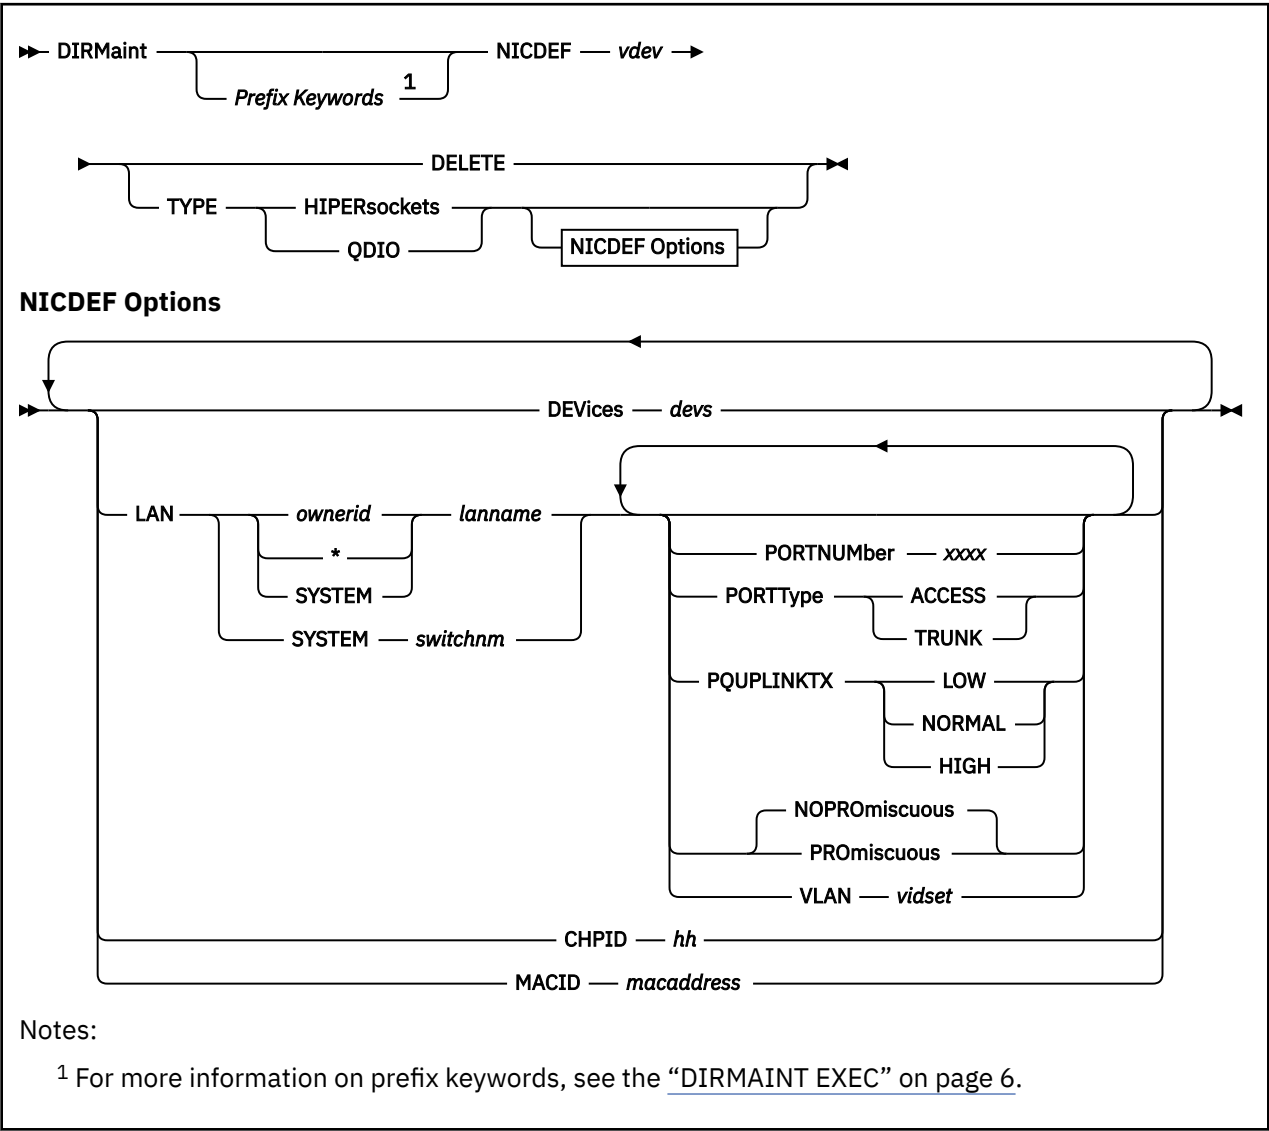 DIRMaint NICDEF vdev
Prefix Keywords 1
DELETE
TYPE HIPERsockets
QDIO
NICDEF Options
NICDEF Options
DEVices devs
LAN ownerid lanname
*
SYSTEM
SYSTEM switchnm
PORTNUMber xxxx
PORTType ACCESS
TRUNK
PQUPLINKTX LOW
NORMAL
HIGH
NOPROmiscuous
PROmiscuous
VLAN vidset
CHPID hh
MACID macaddress
Notes:
1 For more information on prefix keywords, see the “DIRMAINT EXEC” on page 6.